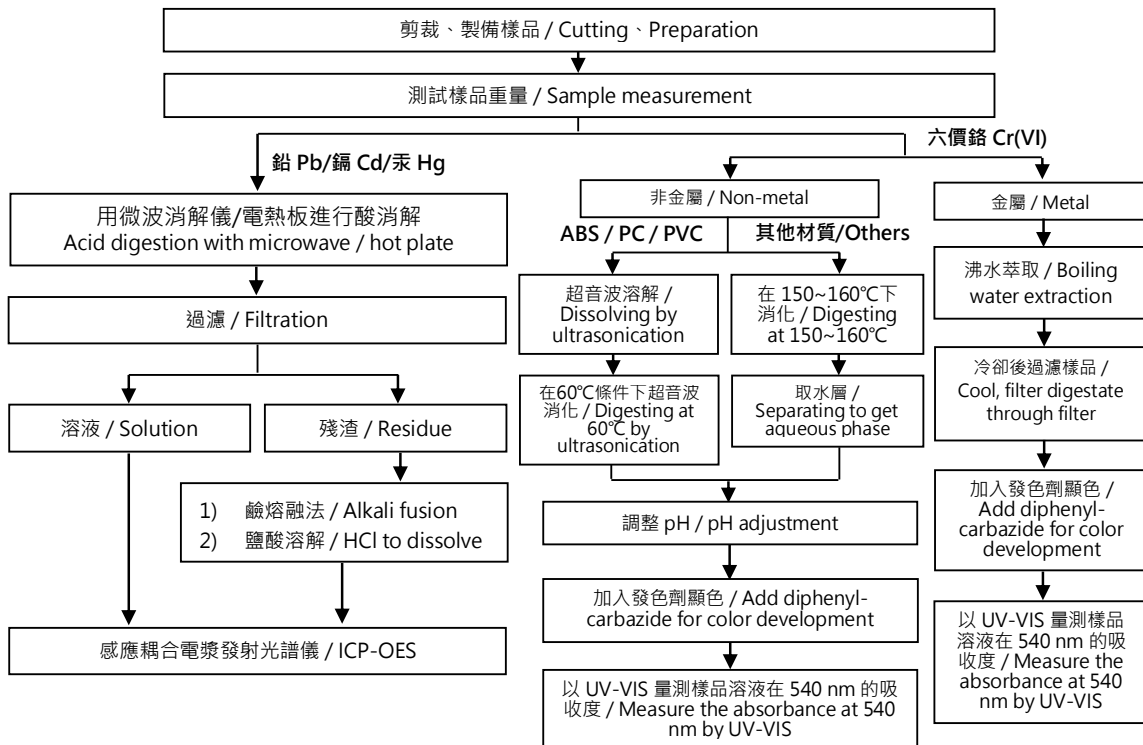 剪裁、製備樣品 / Cutting、Preparation
測試樣品重量 / Sample measurement
鉛 Pb/鎘 Cd/汞 Hg
六價鉻 Cr(VI)
用微波消解儀/電熱板進行酸消解
Acid digestion with microwave / hot plate
過濾 / Filtration
溶液 / Solution
殘渣 / Residue
1) 鹼熔融法 / Alkali fusion
2) 鹽酸溶解 / HCl to dissolve
感應耦合電漿發射光譜儀 / ICP-OES
非金屬 / Non-metal
ABS / PC / PVC
其他材質/Others
超音波溶解 /
Dissolving by
ultrasonication
在60℃條件下超音波
消化 / Digesting at
60℃ by
ultrasonication
在 150~160℃下
消化 / Digesting
at 150~160℃
取水層 /
Separating to get
aqueous phase
調整 pH / pH adjustment
加入發色劑顯色 / Add diphenyl-
carbazide for color development
以 UV-VIS 量測樣品溶液在 540 nm 的吸
收度 / Measure the absorbance at 540
nm by UV-VIS
金屬 / Metal
沸水萃取 / Boiling
water extraction
冷卻後過濾樣品 /
Cool, filter digestate
through filter
加入發色劑顯色 /
Add diphenyl-
carbazide for color
development
以 UV-VIS 量測樣品
溶液在 540 nm 的吸
收度 / Measure the
absorbance at 540
nm by UV-VIS